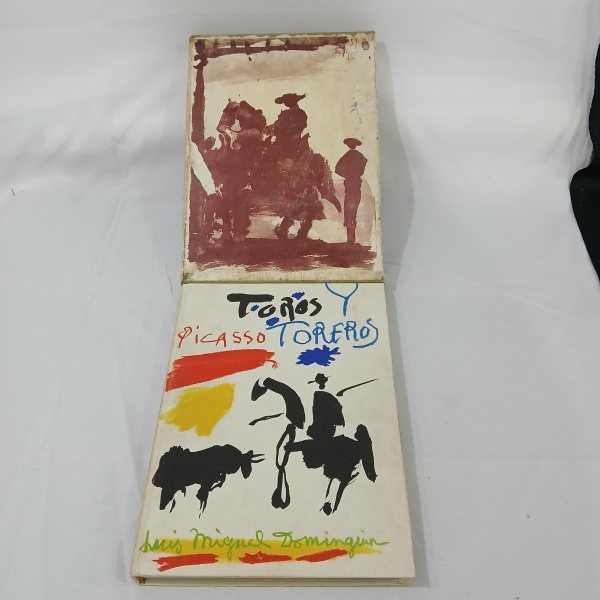 TOROS Y
PICASSO TOREROS
Luis Miguel Dominguin